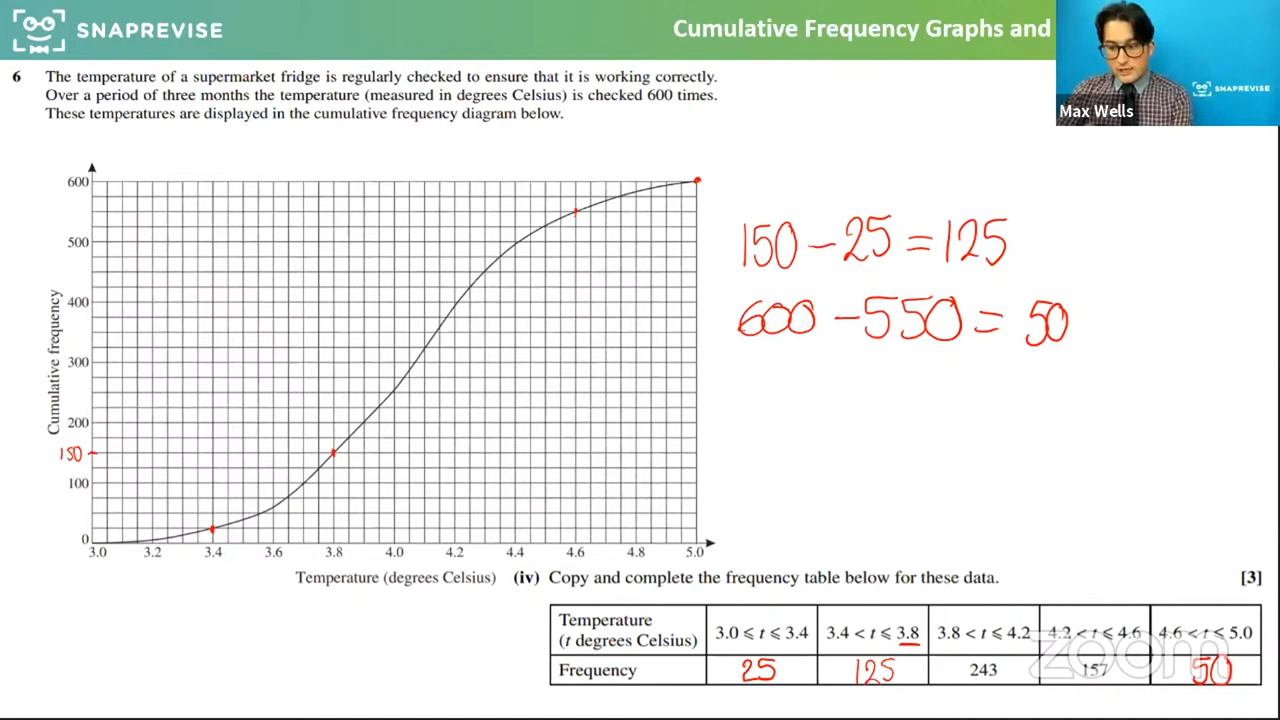 SNAPREVISE
Cumulative Frequency Graphs and
SNAPREVISE
Max Wells
6 The temperature of a supermarket fridge is regularly checked to ensure that it is working correctly.
Over a period of three months the temperature (measured in degrees Celsius) is checked 600 times.
These temperatures are displayed in the cumulative frequency diagram below.
600
500
400
300
200
150
100
0
Cumulative frequency
3.0 3.2 3.4 3.6 3.8 4.0 4.2 4.4 4.6 4.8 5.0
Temperature (degrees Celsius)
150 - 25 = 125
600 - 550 = 50
(iv) Copy and complete the frequency table below for these data. [3]
Temperature
(t degrees Celsius) 3.0 ⩽ t ⩽ 3.4 3.4 < t ⩽ 3.8 3.8 < t ⩽ 4.2 4.2 < t ⩽ 4.6 4.6 < t ⩽ 5.0
Frequency 25 125 243 157 50
zoom